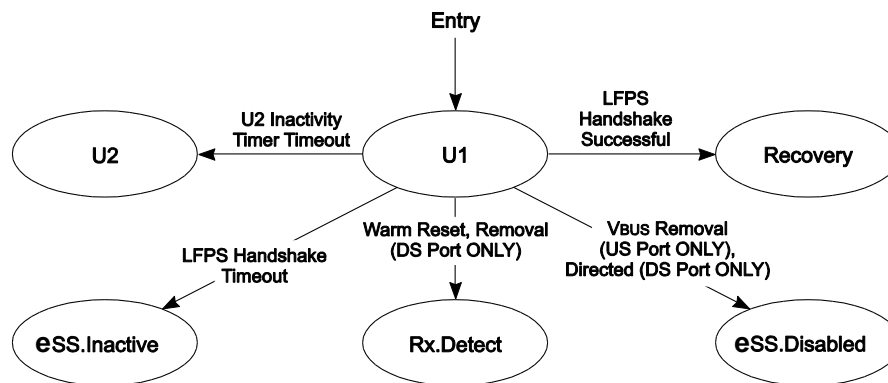 Entry
U2 Inactivity
Timer Timeout
LFPS
Handshake
Successful
U2
U1
Recovery
LFPS Handshake
Timeout
Warm Reset, Removal
(DS Port ONLY)
VBUS Removal
(US Port ONLY),
Directed (DS Port ONLY)
eSS.Inactive
Rx.Detect
eSS.Disabled